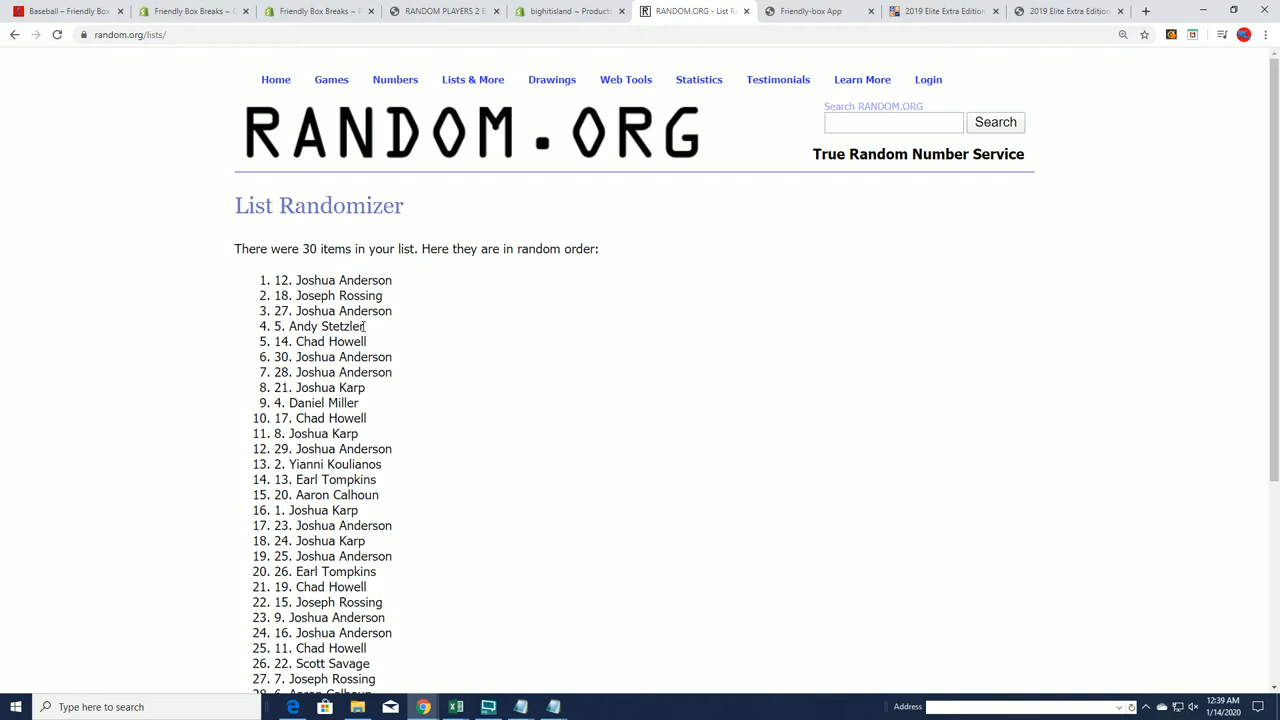 Baseball – Friendly Box
Friendly Box Breaks - C
Friendly Box Breaks ~ P
RANDOM PLAYERS 2 B
bighitisland ~ Product
RANDOM.ORG - List Ra
Friendly-box App
2019 Elite Extra Edition
2019 Elite Extra Edition
random.org/lists/
Home Games Numbers Lists & More Drawings Web Tools Statistics Testimonials Learn More Login
RANDOM.ORG
Search RANDOM.ORG
Search
True Random Number Service
List Randomizer
There were 30 items in your list. Here they are in random order:
1. 12. Joshua Anderson
2. 18. Joseph Rossing
3. 27. Joshua Anderson
4. 5. Andy Stetzler
5. 14. Chad Howell
6. 30. Joshua Anderson
7. 28. Joshua Anderson
8. 21. Joshua Karp
9. 4. Daniel Miller
10. 17. Chad Howell
11. 8. Joshua Karp
12. 29. Joshua Anderson
13. 2. Yianni Koulianos
14. 13. Earl Tompkins
15. 20. Aaron Calhoun
16. 1. Joshua Karp
17. 23. Joshua Anderson
18. 24. Joshua Karp
19. 25. Joshua Anderson
20. 26. Earl Tompkins
21. 19. Chad Howell
22. 15. Joseph Rossing
23. 9. Joshua Anderson
24. 16. Joshua Anderson
25. 11. Chad Howell
26. 22. Scott Savage
27. 7. Joseph Rossing
28. 6. Aaron Calhoun
Type here to search
Address
12:39 AM
1/14/2020